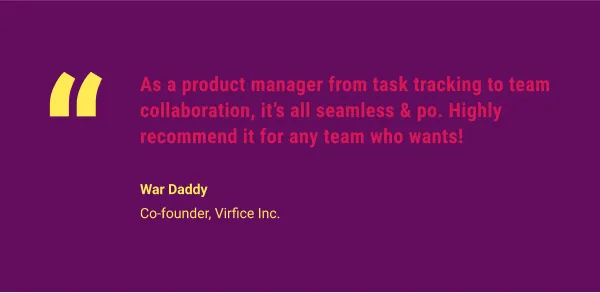 “
As a product manager from task tracking to team
collaboration, it’s all seamless & po. Highly
recommend it for any team who wants!
War Daddy
Co-founder, Virfice Inc.